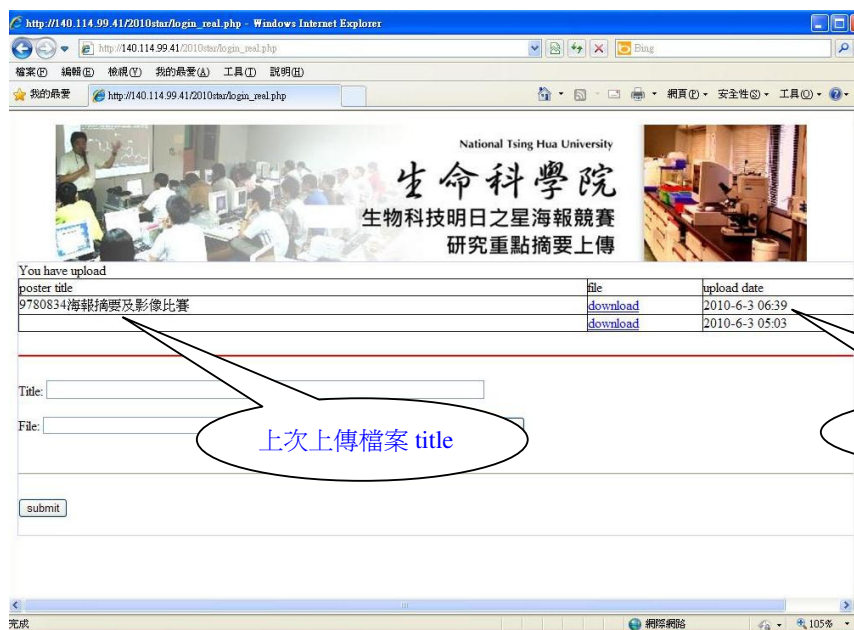 http://140.114.99.41/2010star/login_real.php - Windows Internet Explorer
http://140.114.99.41/2010star/login_real.php
Bing
檔案(F) 編輯(E) 檢視(V) 我的最愛(A) 工具(T) 說明(H)
我的最愛 http://140.114.99.41/2010star/login_real.php 網頁(P) 安全性(S) 工具(O)
National Tsing Hua University
生命科學院
生物科技明日之星海報競賽
研究重點摘要上傳
You have upload
poster title file upload date
9780834海報摘要及影像比賽 download 2010-6-3 06:39
download 2010-6-3 05:03
Title:
File:
上次上傳檔案 title
submit
完成 網際網路 105%